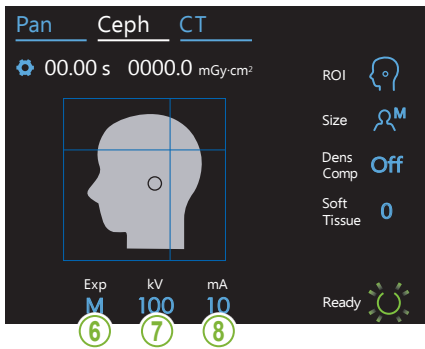 Pan Ceph CT
00.00 s 0000.0 mGy·cm²
ROI
Size M
Dens
Comp Off
Soft
Tissue 0
Exp kV mA
M 100 10
Ready
⑥ ⑦ ⑧